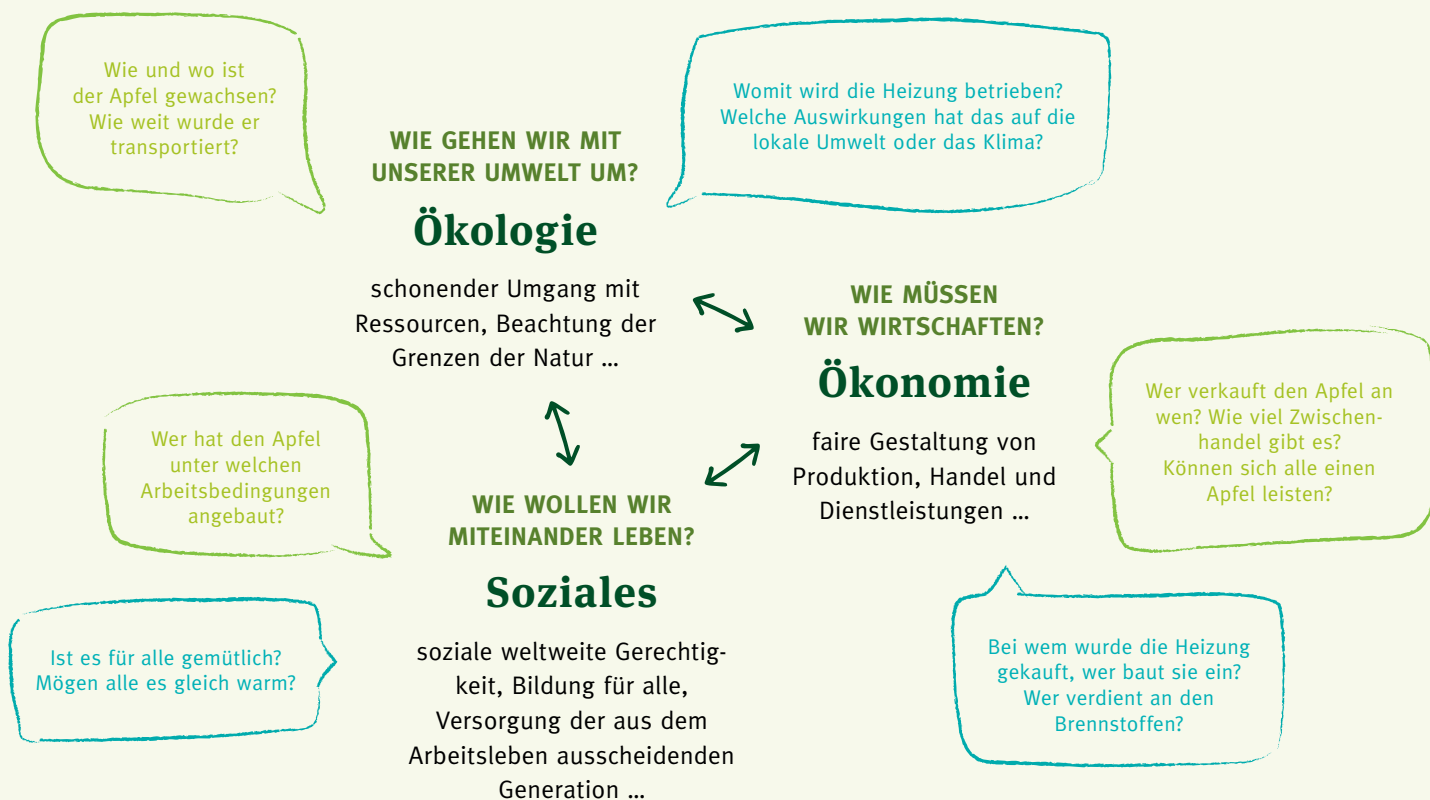 Wie und wo ist
der Apfel gewachsen?
Wie weit wurde er
transportiert?
Womit wird die Heizung betrieben?
Welche Auswirkungen hat das auf die
lokale Umwelt oder das Klima?
WIE GEHEN WIR MIT
UNSERER UMWELT UM?
Ökologie
schonender Umgang mit
Ressourcen, Beachtung der
Grenzen der Natur …
WIE MÜSSEN
WIR WIRTSCHAFTEN?
Ökonomie
faire Gestaltung von
Produktion, Handel und
Dienstleistungen …
Wer verkauft den Apfel an
wen? Wie viel Zwischen-
handel gibt es?
Können sich alle einen
Apfel leisten?
Wer hat den Apfel
unter welchen
Arbeitsbedingungen
angebaut?
WIE WOLLEN WIR
MITEINANDER LEBEN?
Soziales
soziale weltweite Gerechtig-
keit, Bildung für alle,
Versorgung der aus dem
Arbeitsleben ausscheidenden
Generation …
Ist es für alle gemütlich?
Mögen alle es gleich warm?
Bei wem wurde die Heizung
gekauft, wer baut sie ein?
Wer verdient an den
Brennstoffen?